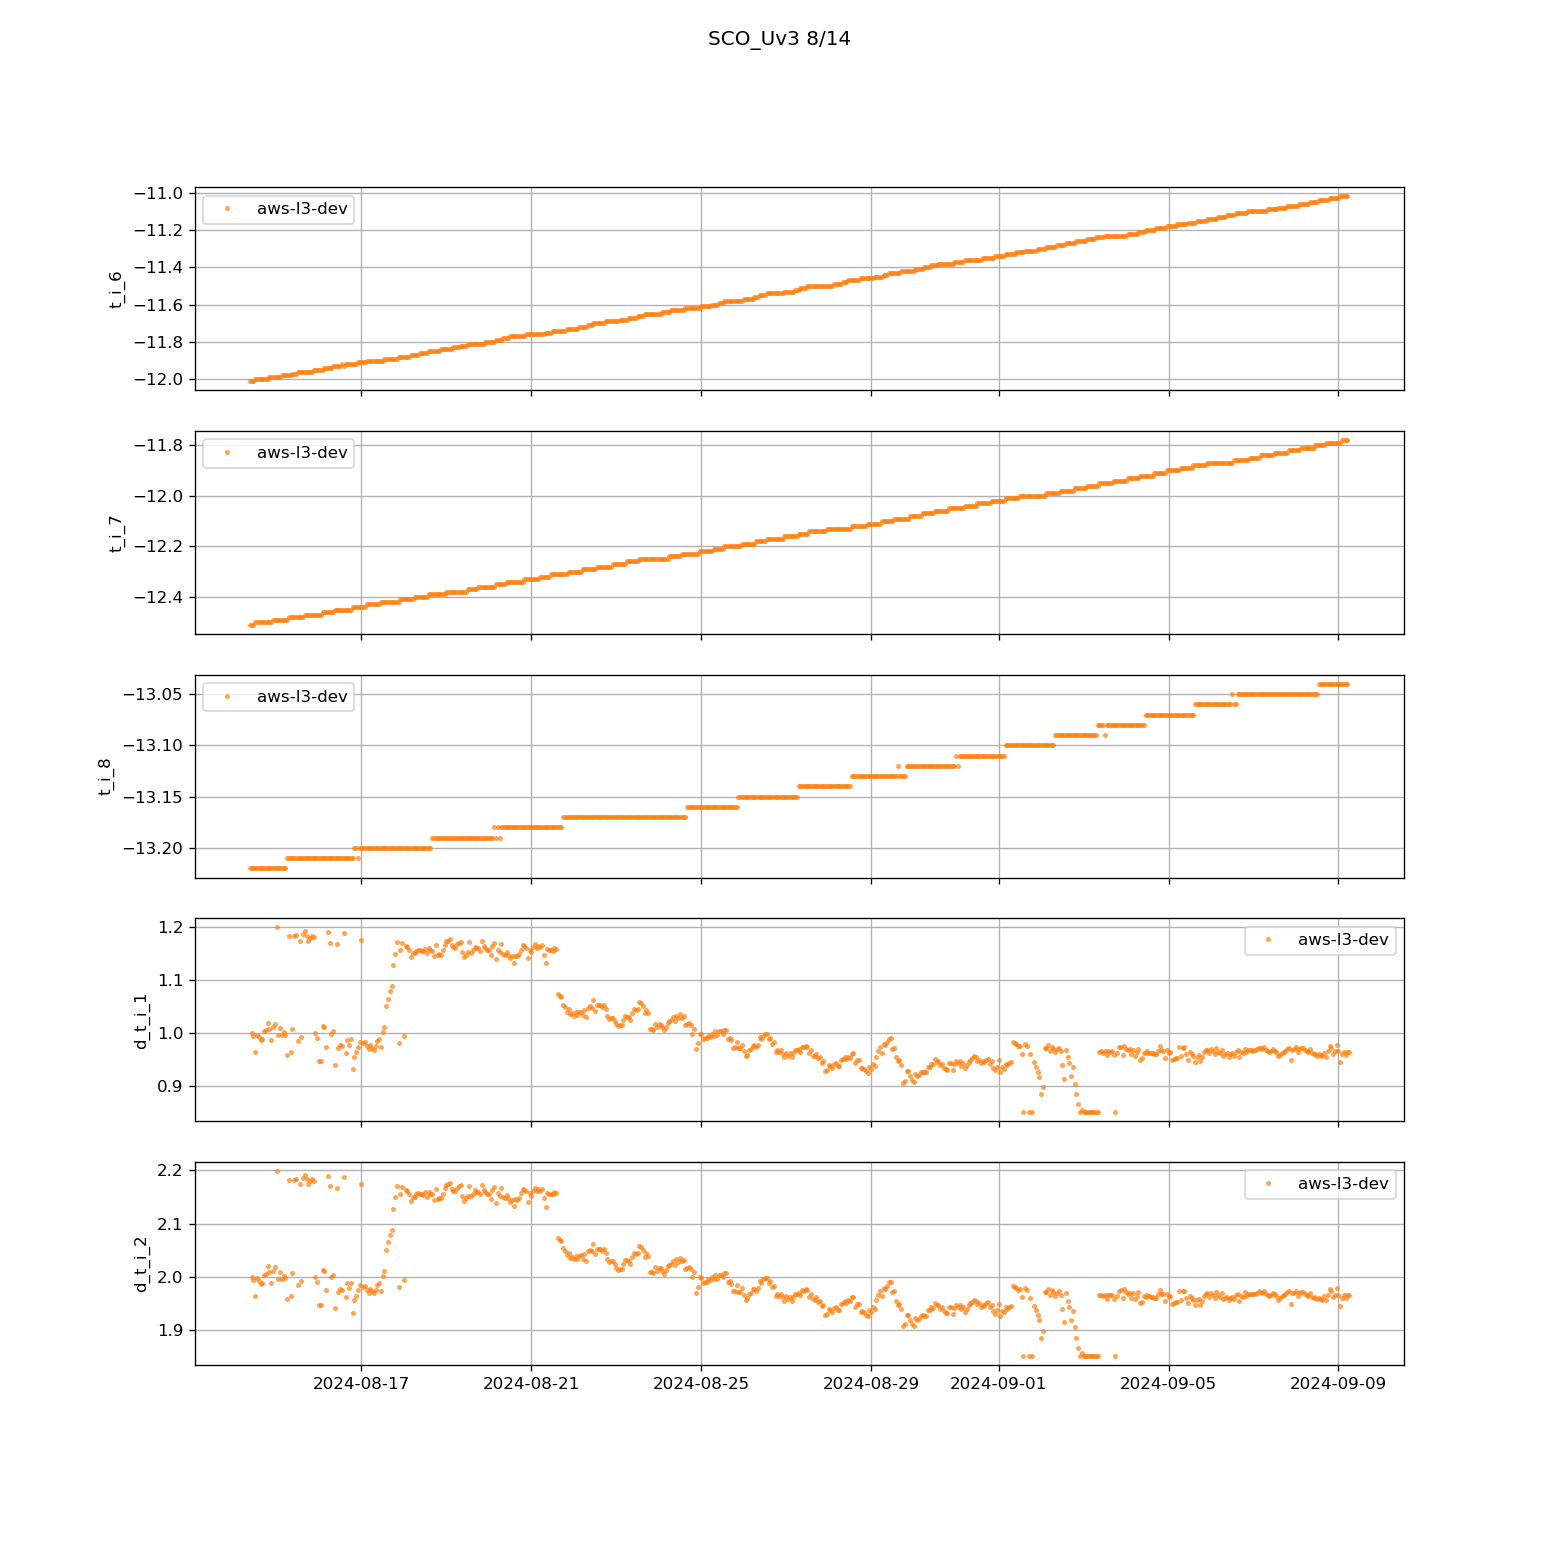 SCO_Uv3 8/14
−11.0
−11.2
−11.4
−11.6
−11.8
−12.0
t_i_6
aws-l3-dev
−11.8
−12.0
−12.2
−12.4
t_i_7
aws-l3-dev
−13.05
−13.10
−13.15
−13.20
t_i_8
aws-l3-dev
1.2
1.1
1.0
0.9
d_t_i_1
aws-l3-dev
2.2
2.1
2.0
1.9
d_t_i_2
aws-l3-dev
2024-08-17 2024-08-21 2024-08-25 2024-08-29 2024-09-01 2024-09-05 2024-09-09